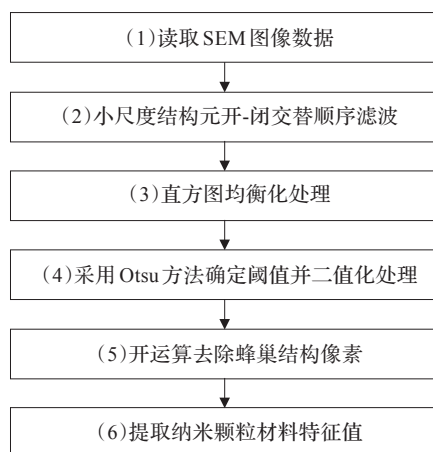 （1）读取SEM图像数据
（2）小尺度结构元开-闭交替顺序滤波
（3）直方图均衡化处理
（4）采用Otsu方法确定阈值并二值化处理
（5）开运算去除蜂巢结构像素
（6）提取纳米颗粒材料特征值